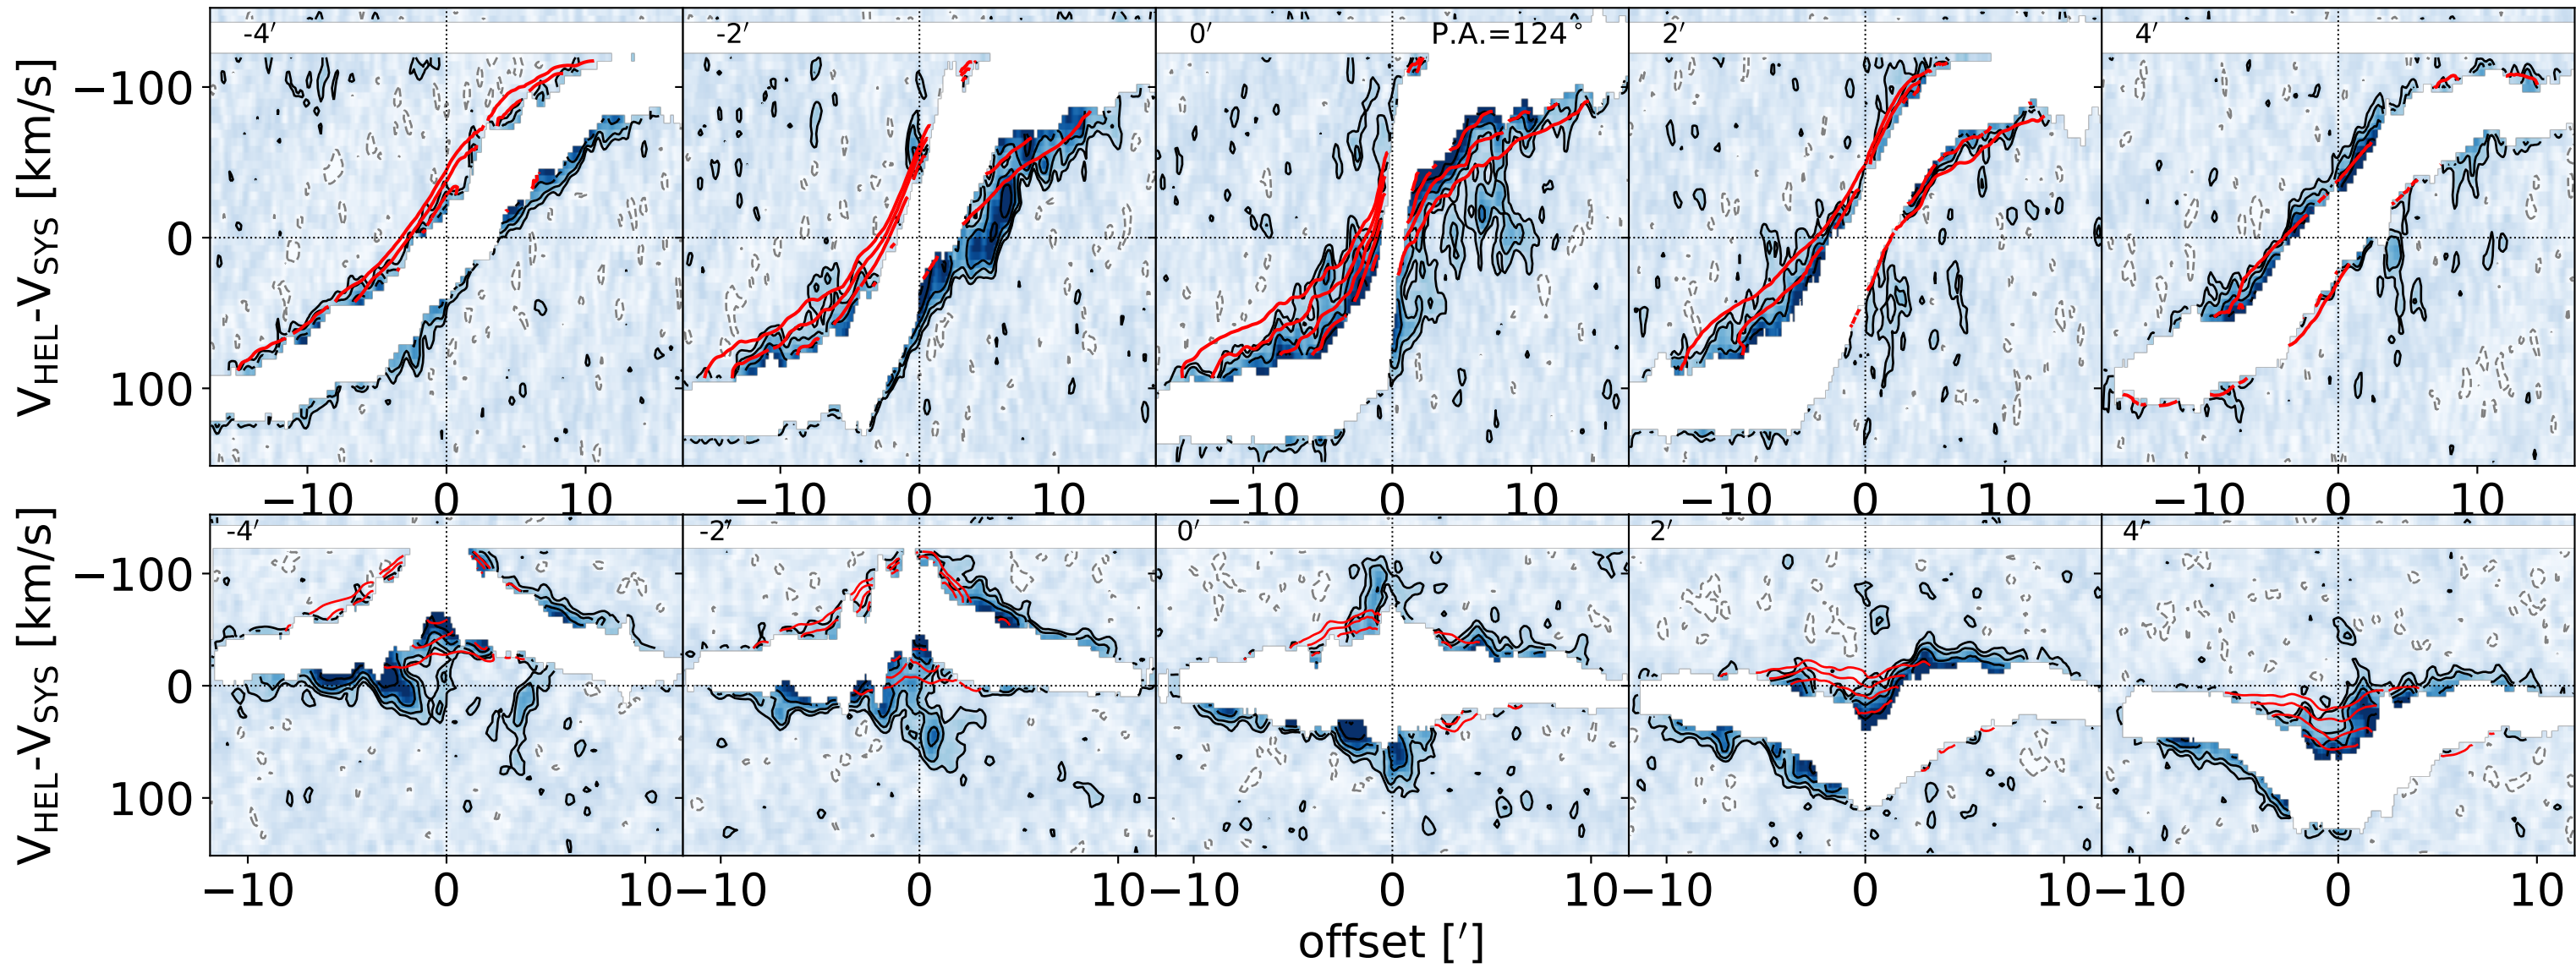 -4′ -2′ 0′ P.A.=124° 2′ 4′
V_HEL-V_SYS [km/s]
−100
0
100
−10 0 10 −10 0 10 −10 0 10 −10 0 10 −10 0 10
-4′ -2′ 0′ 2′ 4′
V_HEL-V_SYS [km/s]
−100
0
100
−10 0 10 −10 0 10 −10 0 10 −10 0 10 −10 0 10
offset [′]